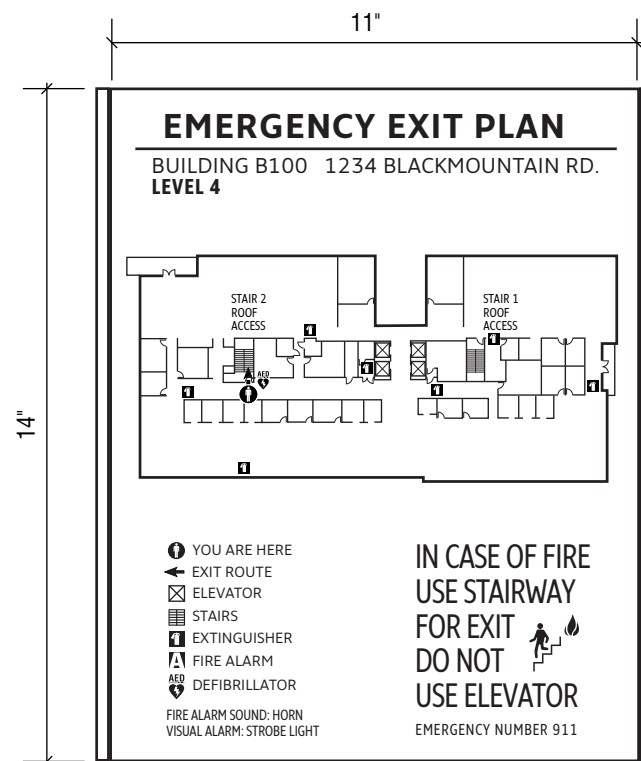 11"
14"
EMERGENCY EXIT PLAN
BUILDING B100 1234 BLACKMOUNTAIN RD.
LEVEL 4
STAIR 2
ROOF
ACCESS
STAIR 1
ROOF
ACCESS
AED
YOU ARE HERE
EXIT ROUTE
ELEVATOR
STAIRS
EXTINGUISHER
A FIRE ALARM
AED
DEFIBRILLATOR
FIRE ALARM SOUND: HORN
VISUAL ALARM: STROBE LIGHT
IN CASE OF FIRE
USE STAIRWAY
FOR EXIT
DO NOT
USE ELEVATOR
EMERGENCY NUMBER 911